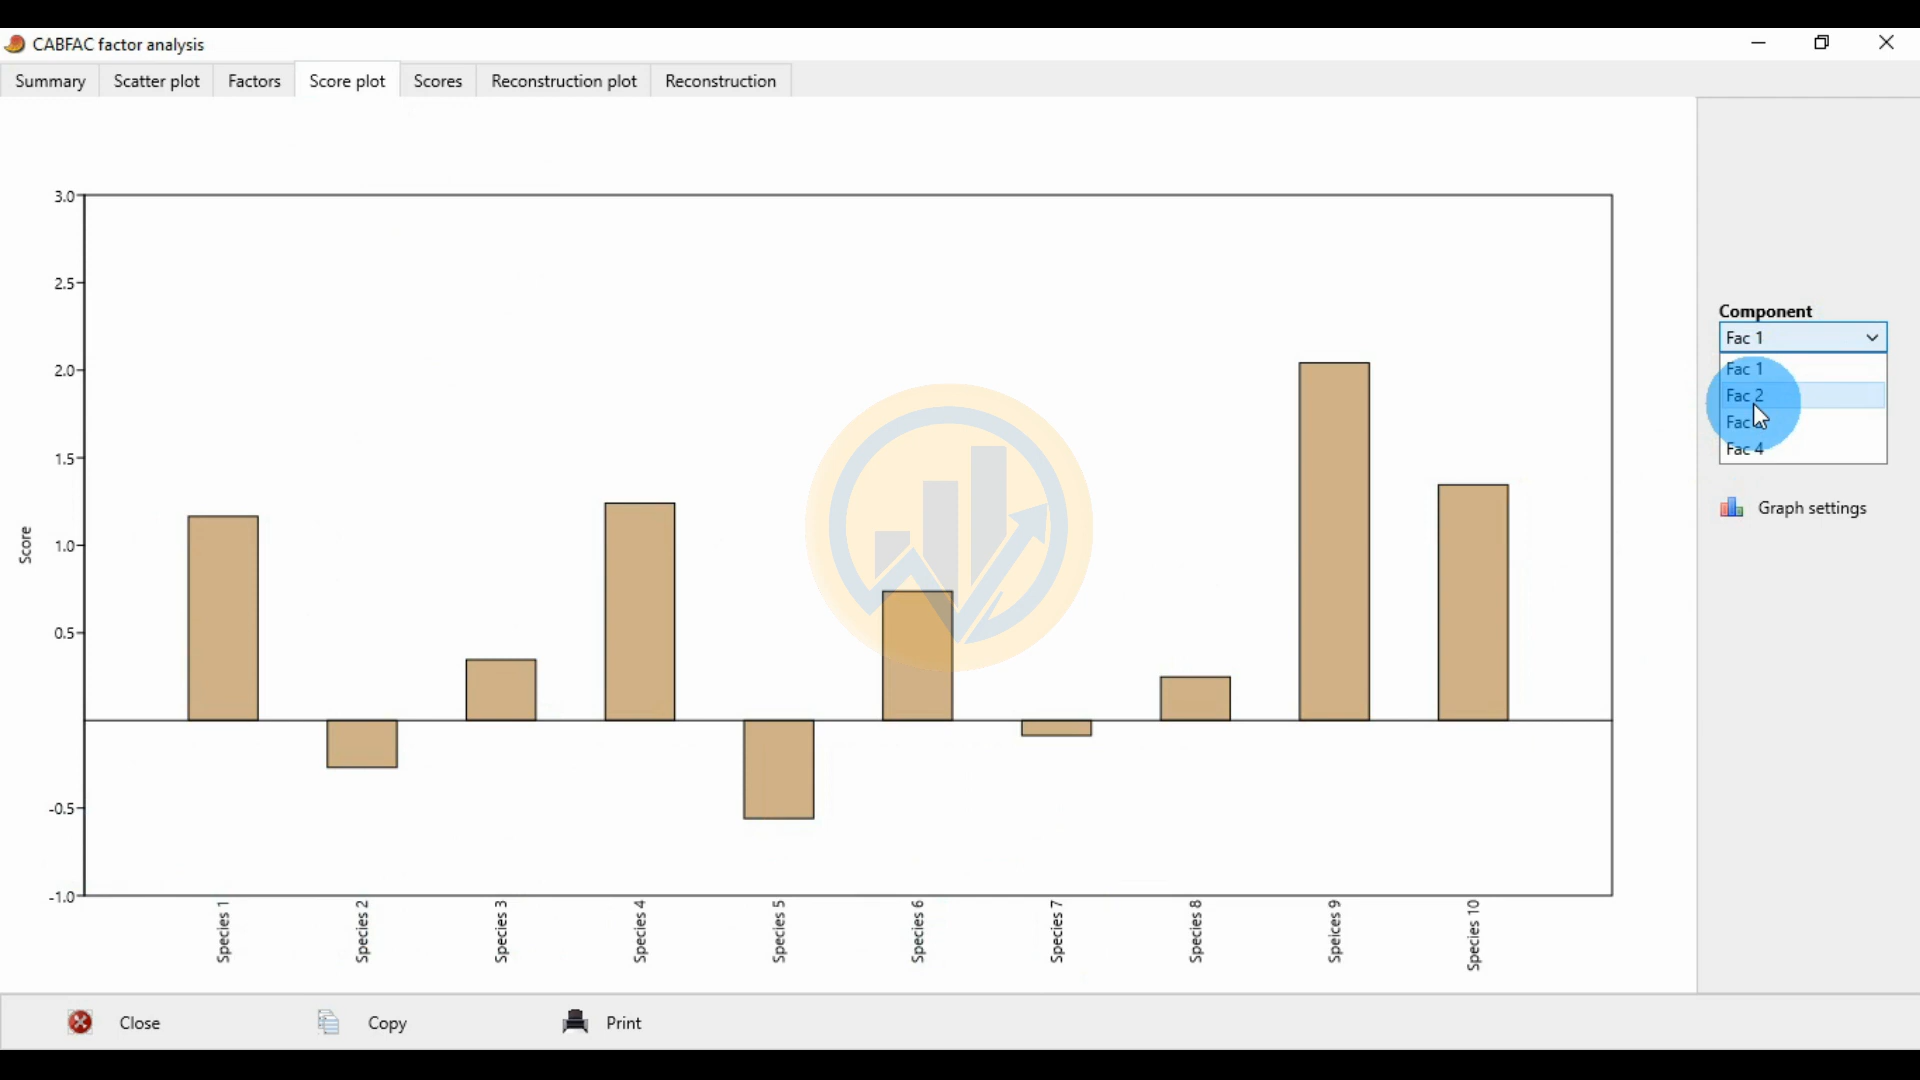 CABFAC factor analysis
Summary Scatter plot Factors Score plot Scores Reconstruction plot Reconstruction
3.0
2.5
2.0
1.5
1.0
0.5
-0.5
-1.0
Score
Species 1
Species 2
Species 3
Species 4
Species 5
Species 6
Species 7
Species 8
Speices 9
Species 10
Component
Fac 1
Fac 1
Fac 2
Fac
Fac 4
Graph settings
Close Copy Print